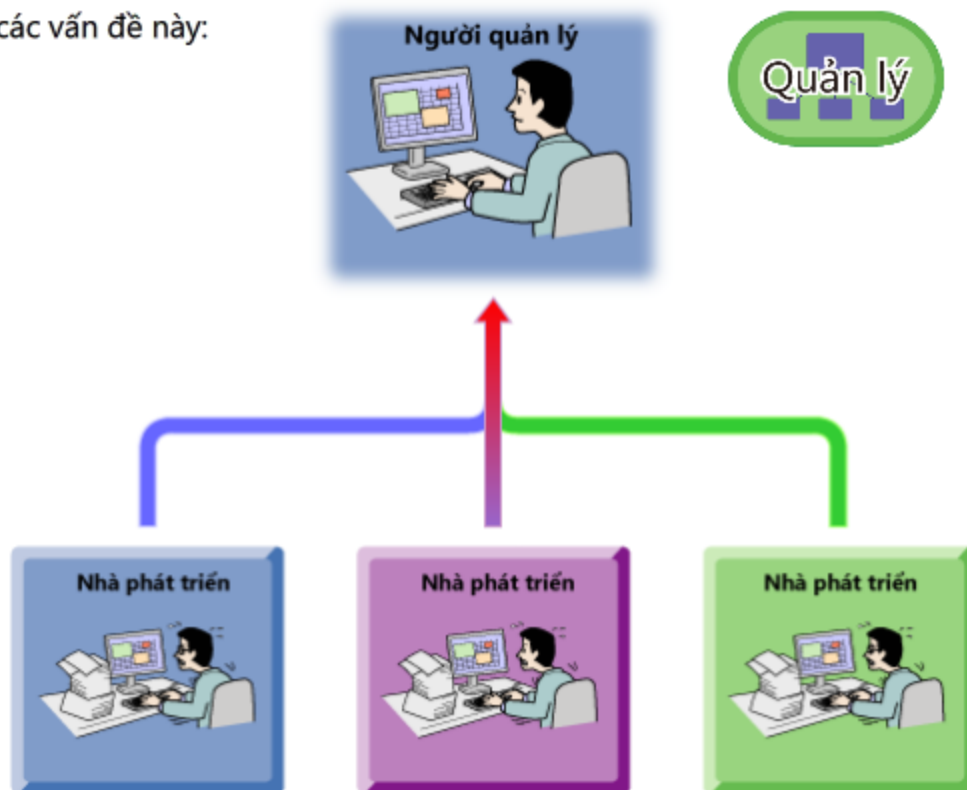 các vấn đề này:
Người quản lý
Quản lý
Nhà phát triển
Nhà phát triển
Nhà phát triển